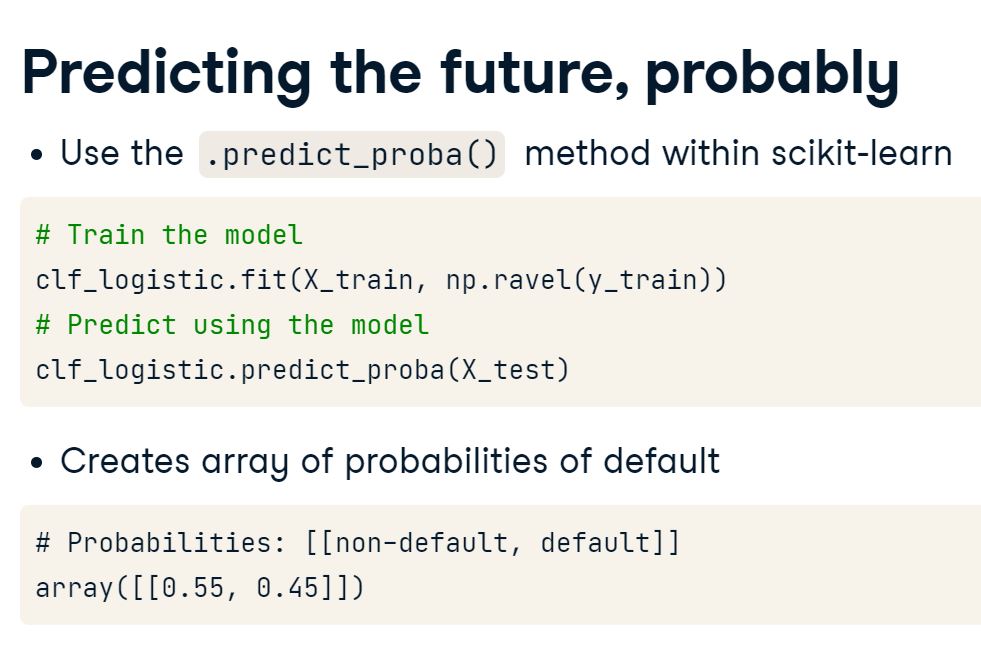 Predicting the future, probably
• Use the .predict_proba() method within scikit-learn
# Train the model
clf_logistic.fit(X_train, np.ravel(y_train))
# Predict using the model
clf_logistic.predict_proba(X_test)
• Creates array of probabilities of default
# Probabilities: [[non-default, default]]
array([[0.55, 0.45]])